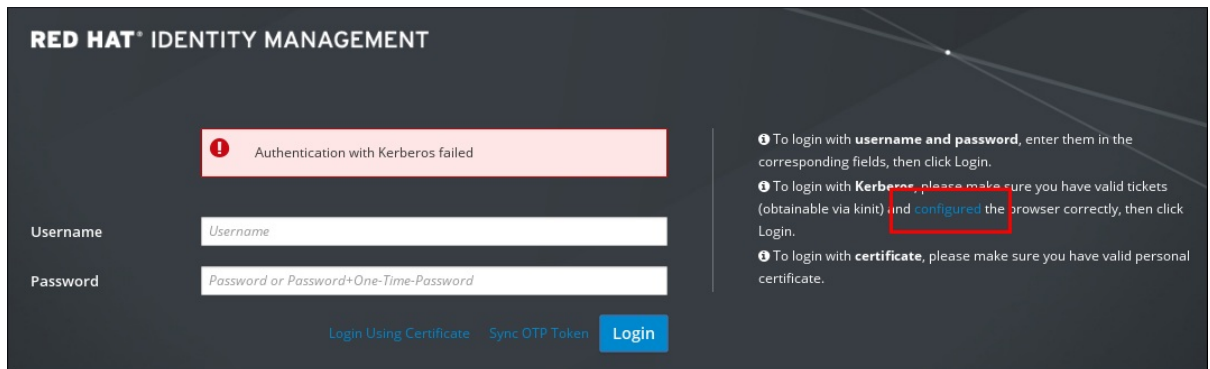 RED HAT® IDENTITY MANAGEMENT
Authentication with Kerberos failed
Username
Username
Password
Password or Password+One-Time-Password
Login Using Certificate Sync OTP Token Login
To login with username and password, enter them in the
corresponding fields, then click Login.
To login with Kerberos, please make sure you have valid tickets
(obtainable via kinit) and configured the browser correctly, then click
Login.
To login with certificate, please make sure you have valid personal
certificate.